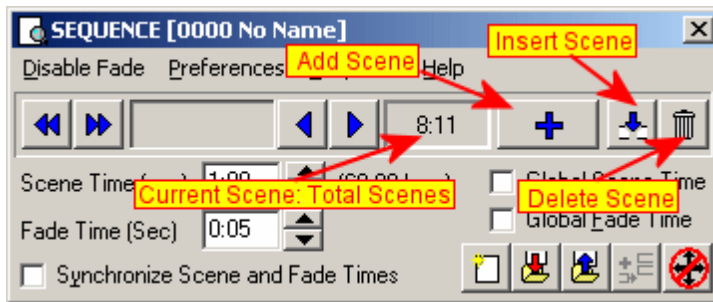 SEQUENCE [0000 No Name]
Insert Scene
Add Scene
Disable Fade Preferences Help
8:11
Scene Time 1:00
Current Scene: Total Scenes
Delete Scene
Time
Fade Time (Sec) 0:05 Global Fade Time
Synchronize Scene and Fade Times